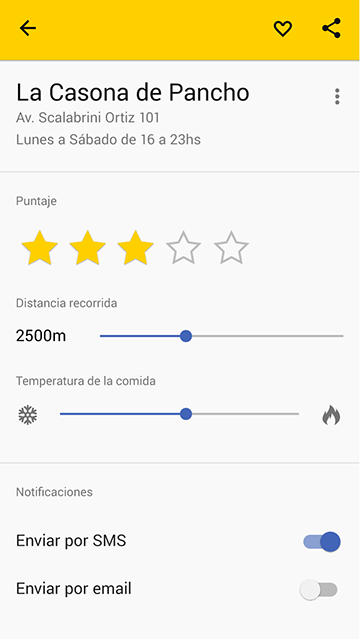 La Casona de Pancho
Av. Scalabrini Ortiz 101
Lunes a Sábado de 16 a 23hs
Puntaje
Distancia recorrida
2500m
Temperatura de la comida
Notificaciones
Enviar por SMS
Enviar por email